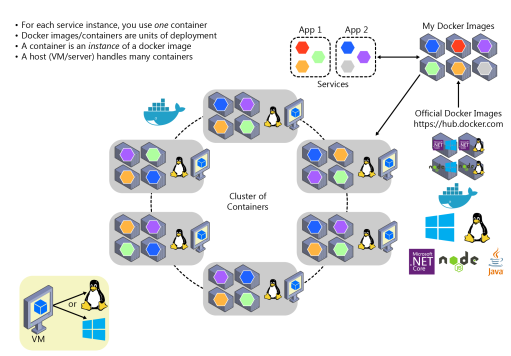 • For each service instance, you use one container
• Docker images/containers are units of deployment
• A container is an instance of a docker image
• A host (VM/server) handles many containers
App 1
App 2
Services
My Docker Images
Official Docker Images
https://hub.docker.com
Cluster of
Containers
Microsoft
.NET
Core
node
JS
Java
or
VM